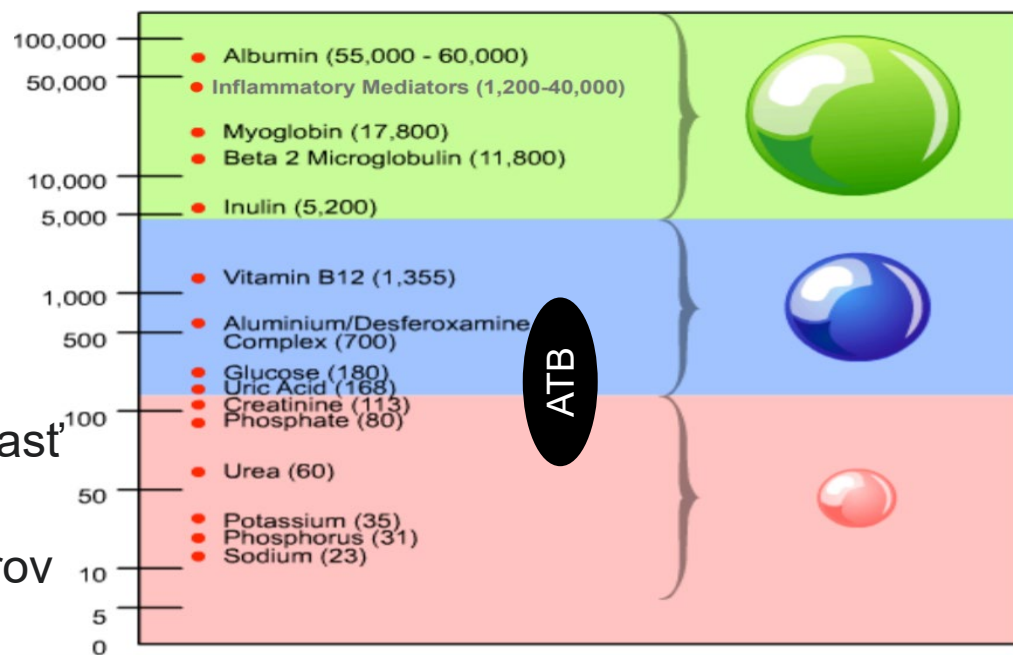 100,000
Albumin (55,000 - 60,000)
50,000
Inflammatory Mediators (1,200-40,000)
Myoglobin (17,800)
Beta 2 Microglobulin (11,800)
10,000
Inulin (5,200)
5,000
Vitamin B12 (1,355)
1,000
Aluminium/Desferoxamine
Complex (700)
500
ATB
Glucose (180)
Uric Acid (168)
Creatinine (113)
100
Phosphate (80)
asť
Urea (60)
50
Potassium (35)
Phosphorus (31)
Sodium (23)
rov
10
5
0